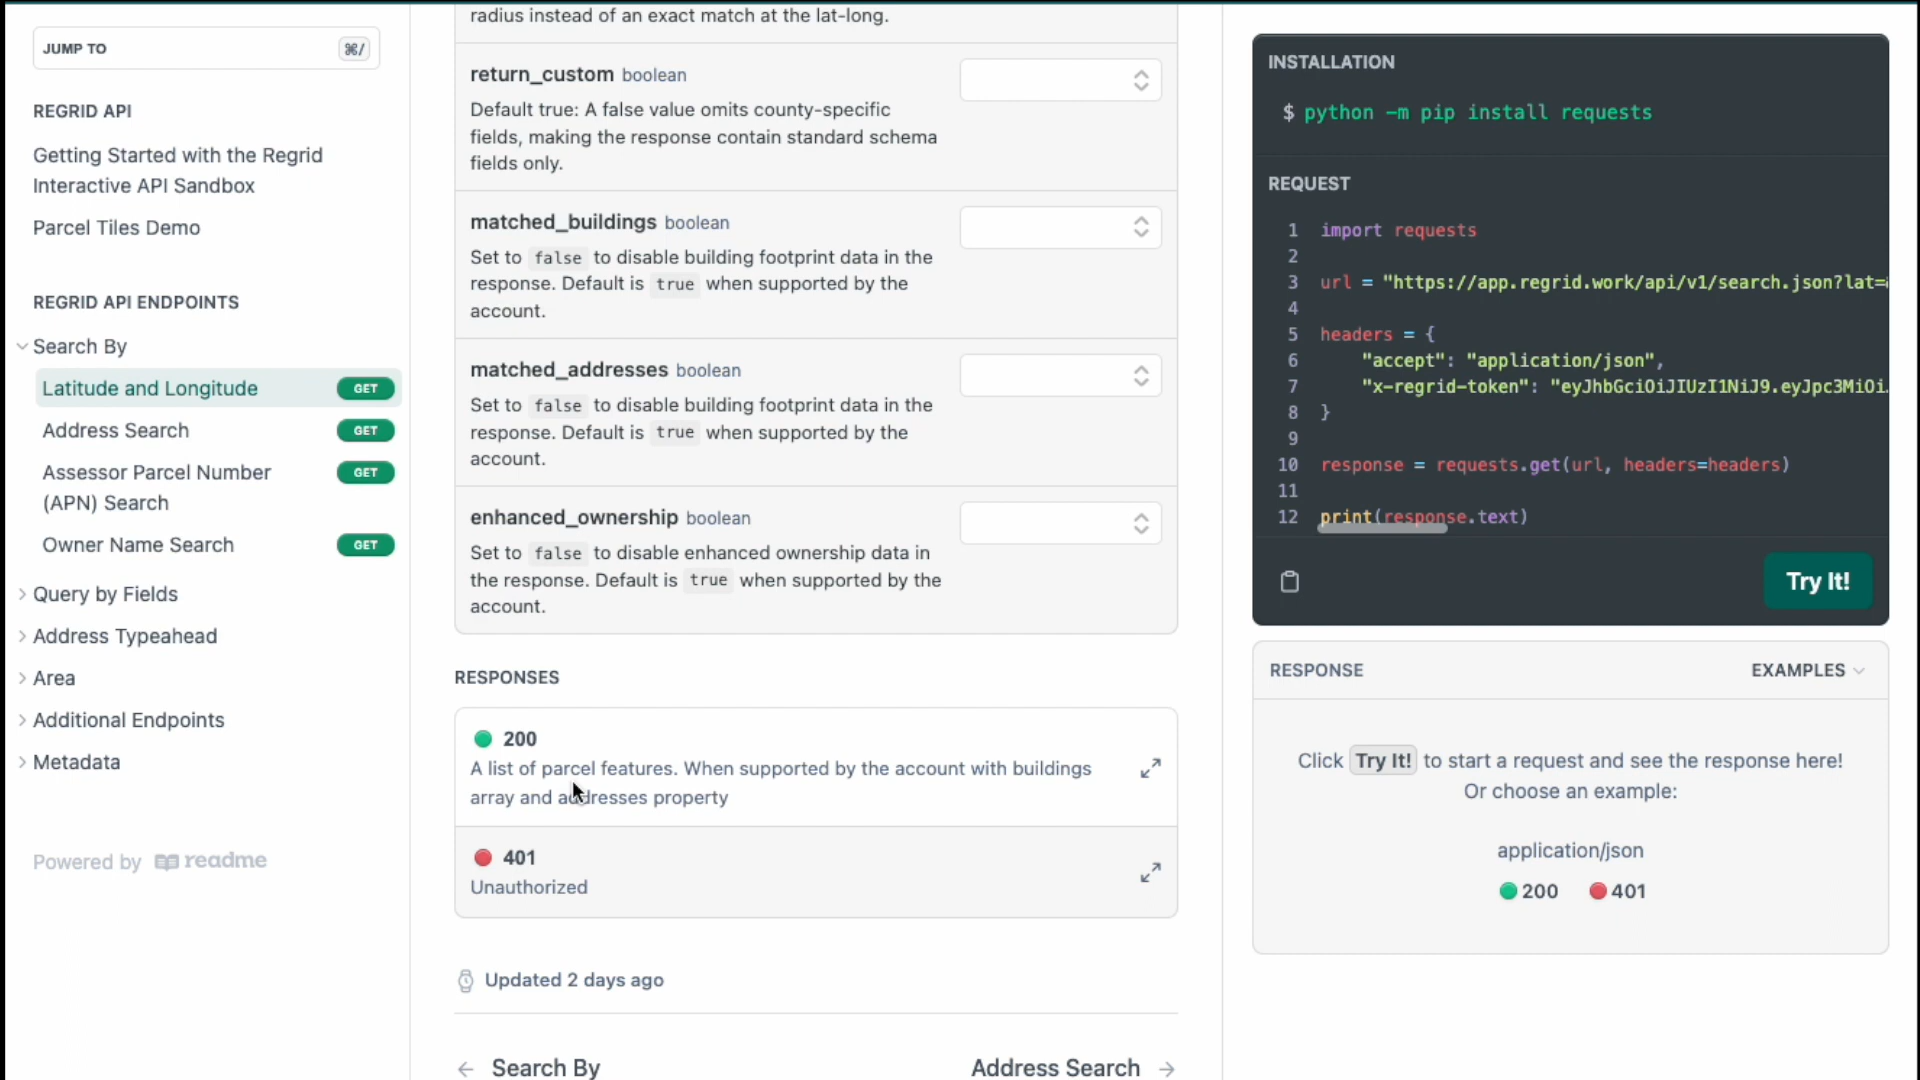 JUMP TO
⌘/
REGRID API
Getting Started with the Regrid
Interactive API Sandbox
Parcel Tiles Demo
REGRID API ENDPOINTS
Search By
Latitude and Longitude GET
Address Search GET
Assessor Parcel Number GET
(APN) Search
Owner Name Search GET
Query by Fields
Address Typeahead
Area
Additional Endpoints
Metadata
Powered by readme
radius instead of an exact match at the lat-long.
return_custom boolean
Default true: A false value omits county-specific
fields, making the response contain standard schema
fields only.
matched_buildings boolean
Set to false to disable building footprint data in the
response. Default is true when supported by the
account.
matched_addresses boolean
Set to false to disable building footprint data in the
response. Default is true when supported by the
account.
enhanced_ownership boolean
Set to false to disable enhanced ownership data in
the response. Default is true when supported by the
account.
RESPONSES
200
A list of parcel features. When supported by the account with buildings
array and addresses property
401
Unauthorized
Updated 2 days ago
← Search By
Address Search →
INSTALLATION
$ python -m pip install requests
REQUEST
1 import requests
2
3 url = "https://app.regrid.work/api/v1/search.json?lat=
4
5 headers = {
6 "accept": "application/json",
7 "x-regrid-token": "eyJhbGciOiJIUzI1NiJ9.eyJpc3MiOi
8 }
9
10 response = requests.get(url, headers=headers)
11
12 print(response.text)
Try It!
RESPONSE
EXAMPLES
Click Try It! to start a request and see the response here!
Or choose an example:
application/json
200 401